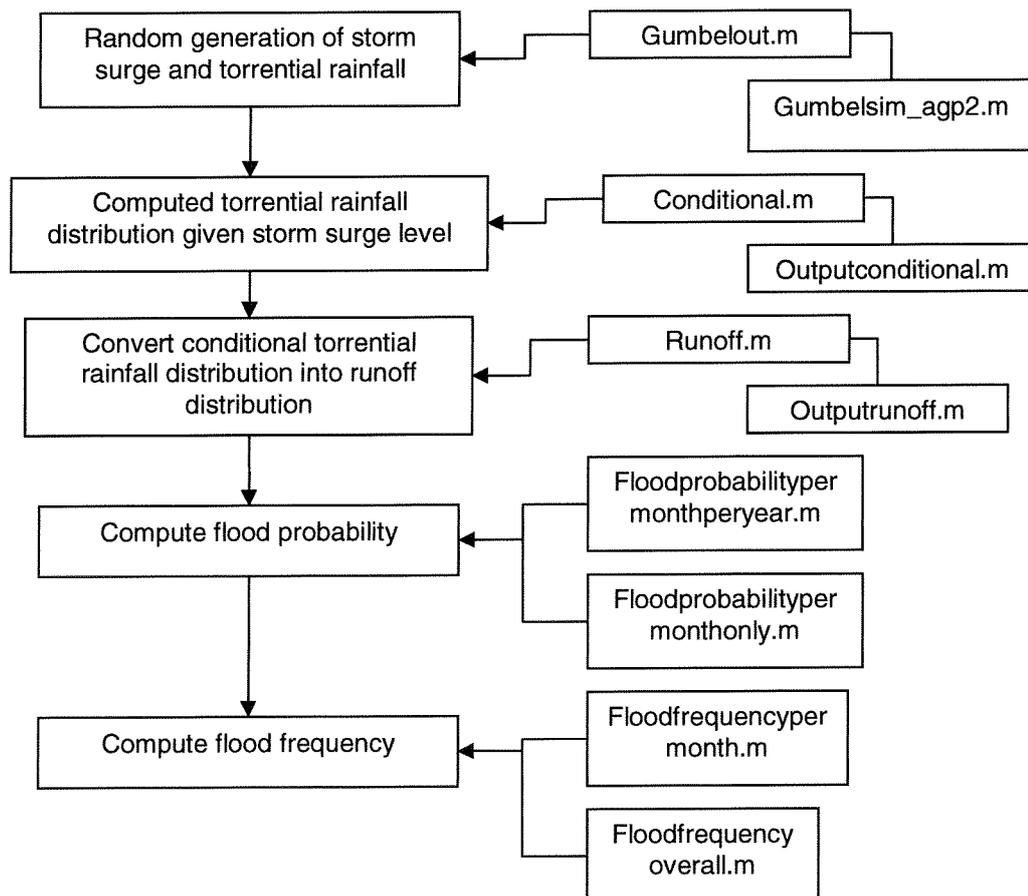 Random generation of storm
surge and torrential rainfall
Gumbelout.m
Gumbelsim_agp2.m
Computed torrential rainfall
distribution given storm surge level
Conditional.m
Outputconditional.m
Convert conditional torrential
rainfall distribution into runoff
distribution
Runoff.m
Outputrunoff.m
Compute flood probability
Floodprobabilityper
monthperyear.m
Floodprobabilityper
monthonly.m
Compute flood frequency
Floodfrequencyper
month.m
Floodfrequency
overall.m